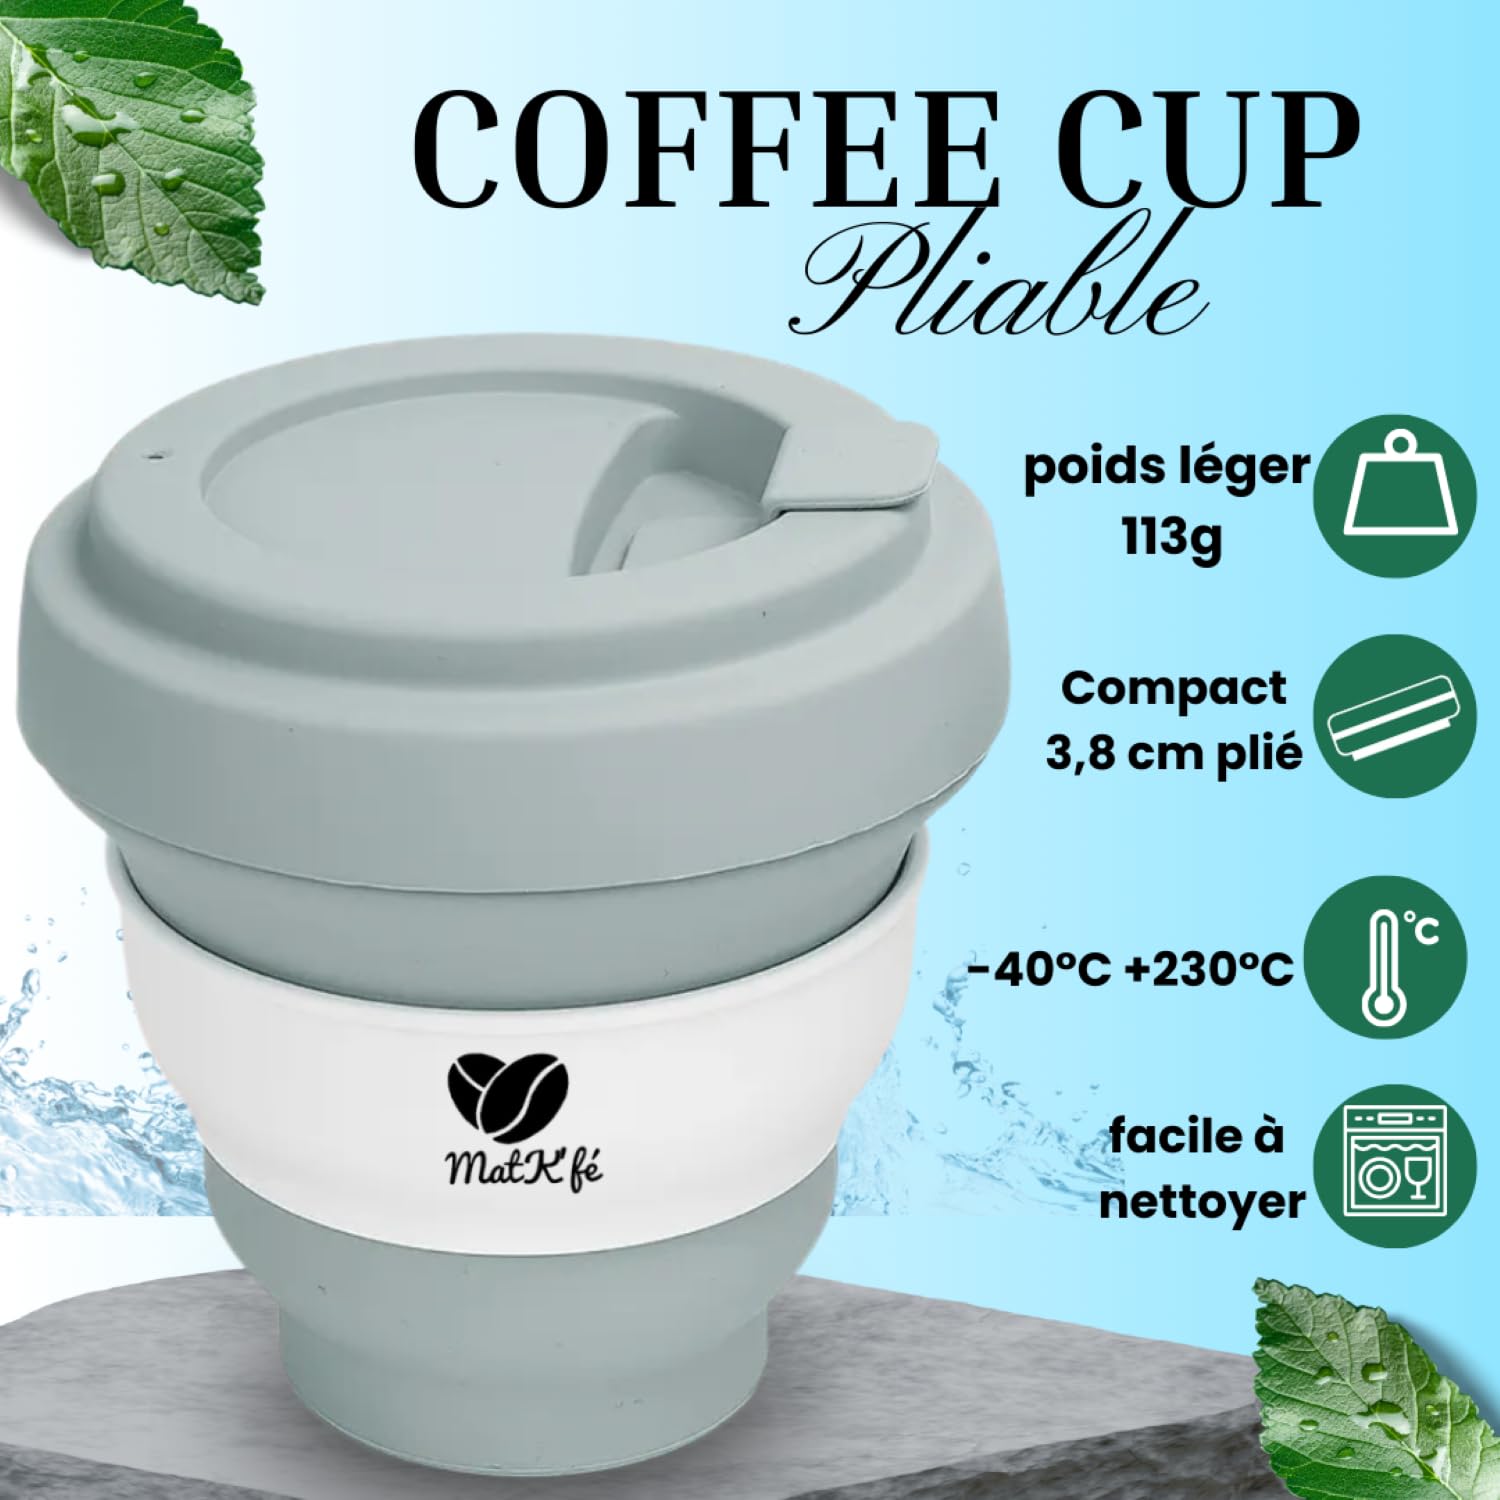 COFFEE CUP
Pliable
poids léger
113g
Compact
3,8 cm plié
°C
-40°C +230°C
MatK'fé
facile à
nettoyer